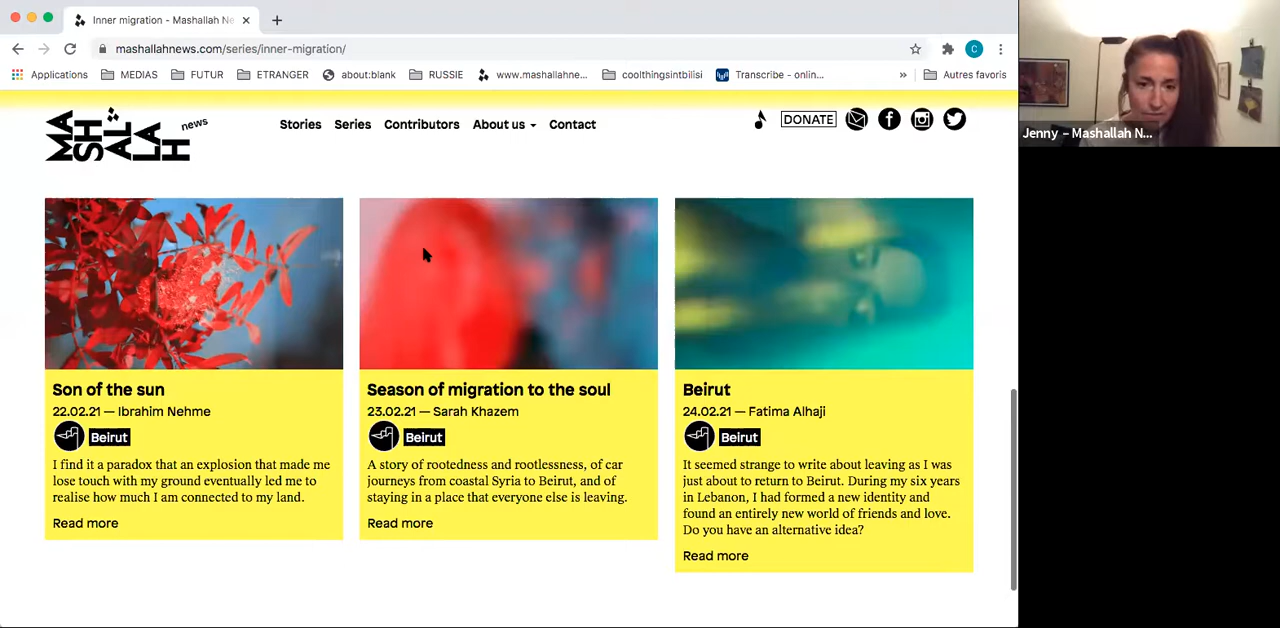 Inner migration - Mashallah Ne
mashallahnews.com/series/inner-migration/
C
Applications
MEDIAS
FUTUR
ETRANGER
about:blank
RUSSIE
www.mashallahne...
coolthingsintbilisi
Transcribe - onlin...
»
Autres favoris
MA
SH
AL
LA
H
news
Stories
Series
Contributors
About us
Contact
DONATE
Jenny – Mashallah N...
Son of the sun
22.02.21 — Ibrahim Nehme
Beirut
I find it a paradox that an explosion that made me
lose touch with my ground eventually led me to
realise how much I am connected to my land.
Read more
Season of migration to the soul
23.02.21 — Sarah Khazem
Beirut
A story of rootedness and rootlessness, of car
journeys from coastal Syria to Beirut, and of
staying in a place that everyone else is leaving.
Read more
Beirut
24.02.21 — Fatima Alhaji
Beirut
It seemed strange to write about leaving as I was
just about to return to Beirut. During my six years
in Lebanon, I had formed a new identity and
found an entirely new world of friends and love.
Do you have an alternative idea?
Read more